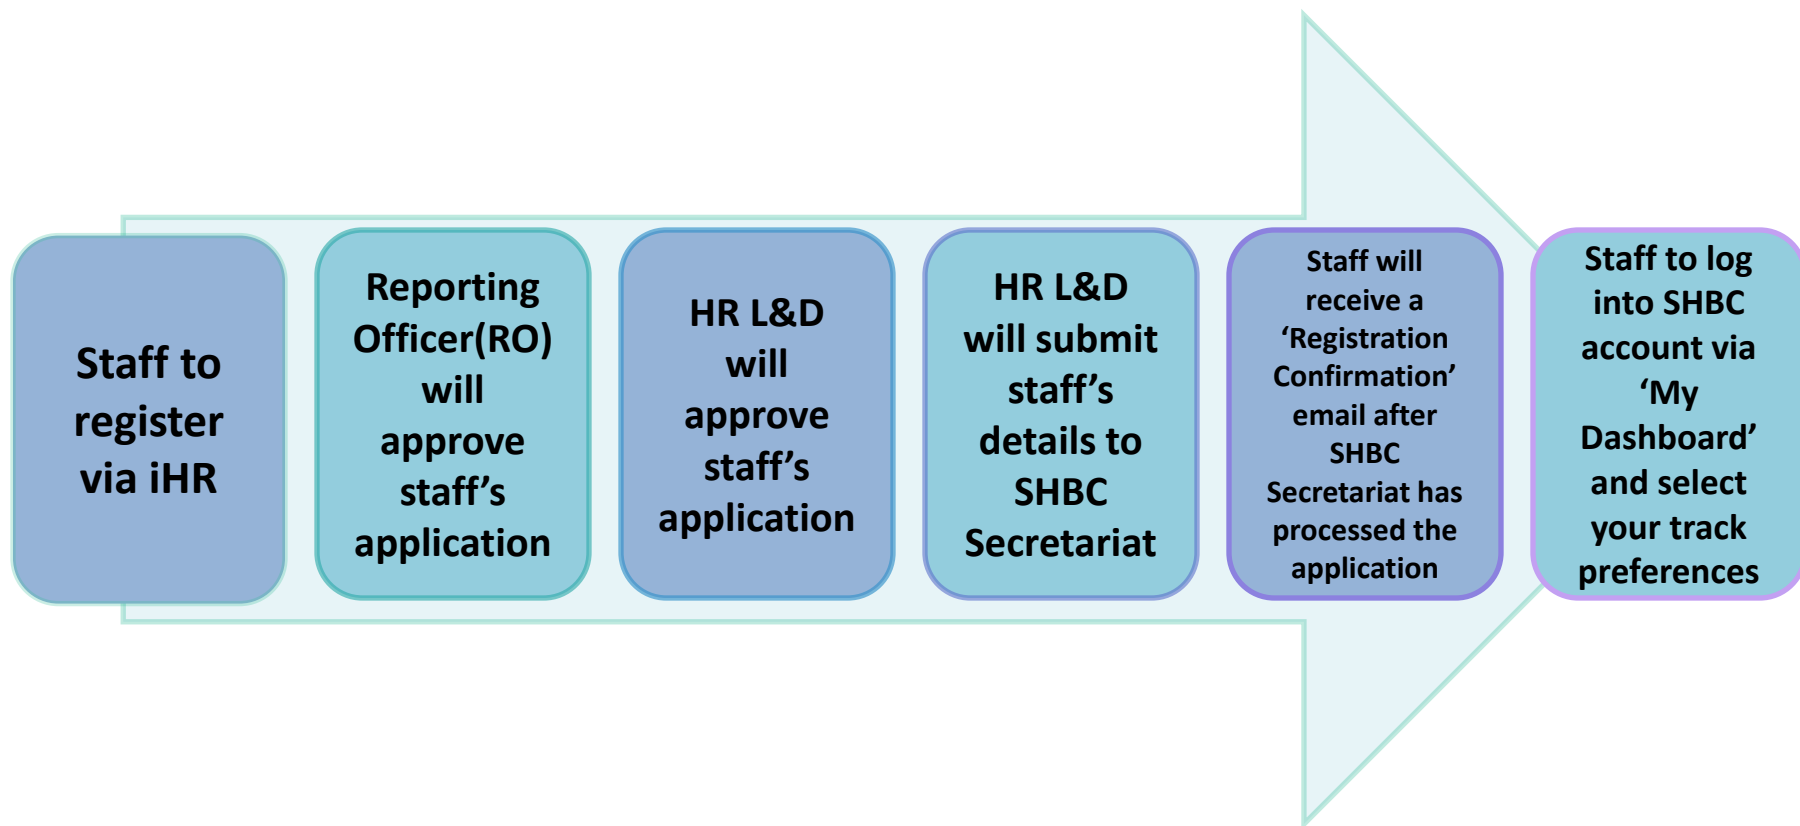 Staff to
register
via iHR
Reporting
Officer(RO)
will
approve
staff’s
application
HR L&D
will
approve
staff’s
application
HR L&D
will submit
staff’s
details to
SHBC
Secretariat
Staff will
receive a
‘Registration
Confirmation’
email after
SHBC
Secretariat has
processed the
application
Staff to log
into SHBC
account via
‘My
Dashboard’
and select
your track
preferences